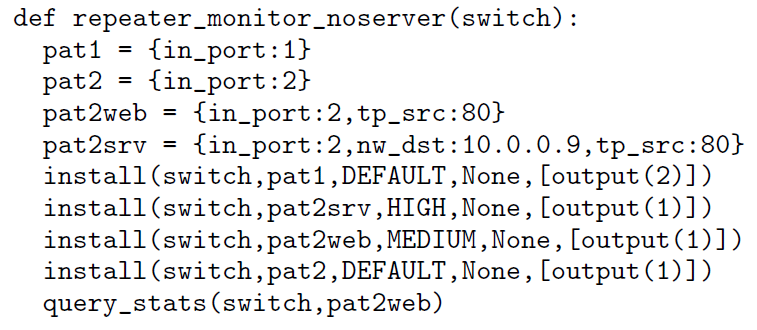 def repeater_monitor_noserver(switch):
  pat1 = {in_port:1}
  pat2 = {in_port:2}
  pat2web = {in_port:2,tp_src:80}
  pat2srv = {in_port:2,nw_dst:10.0.0.9,tp_src:80}
  install(switch,pat1,DEFAULT,None,[output(2)])
  install(switch,pat2srv,HIGH,None,[output(1)])
  install(switch,pat2web,MEDIUM,None,[output(1)])
  install(switch,pat2,DEFAULT,None,[output(1)])
  query_stats(switch,pat2web)